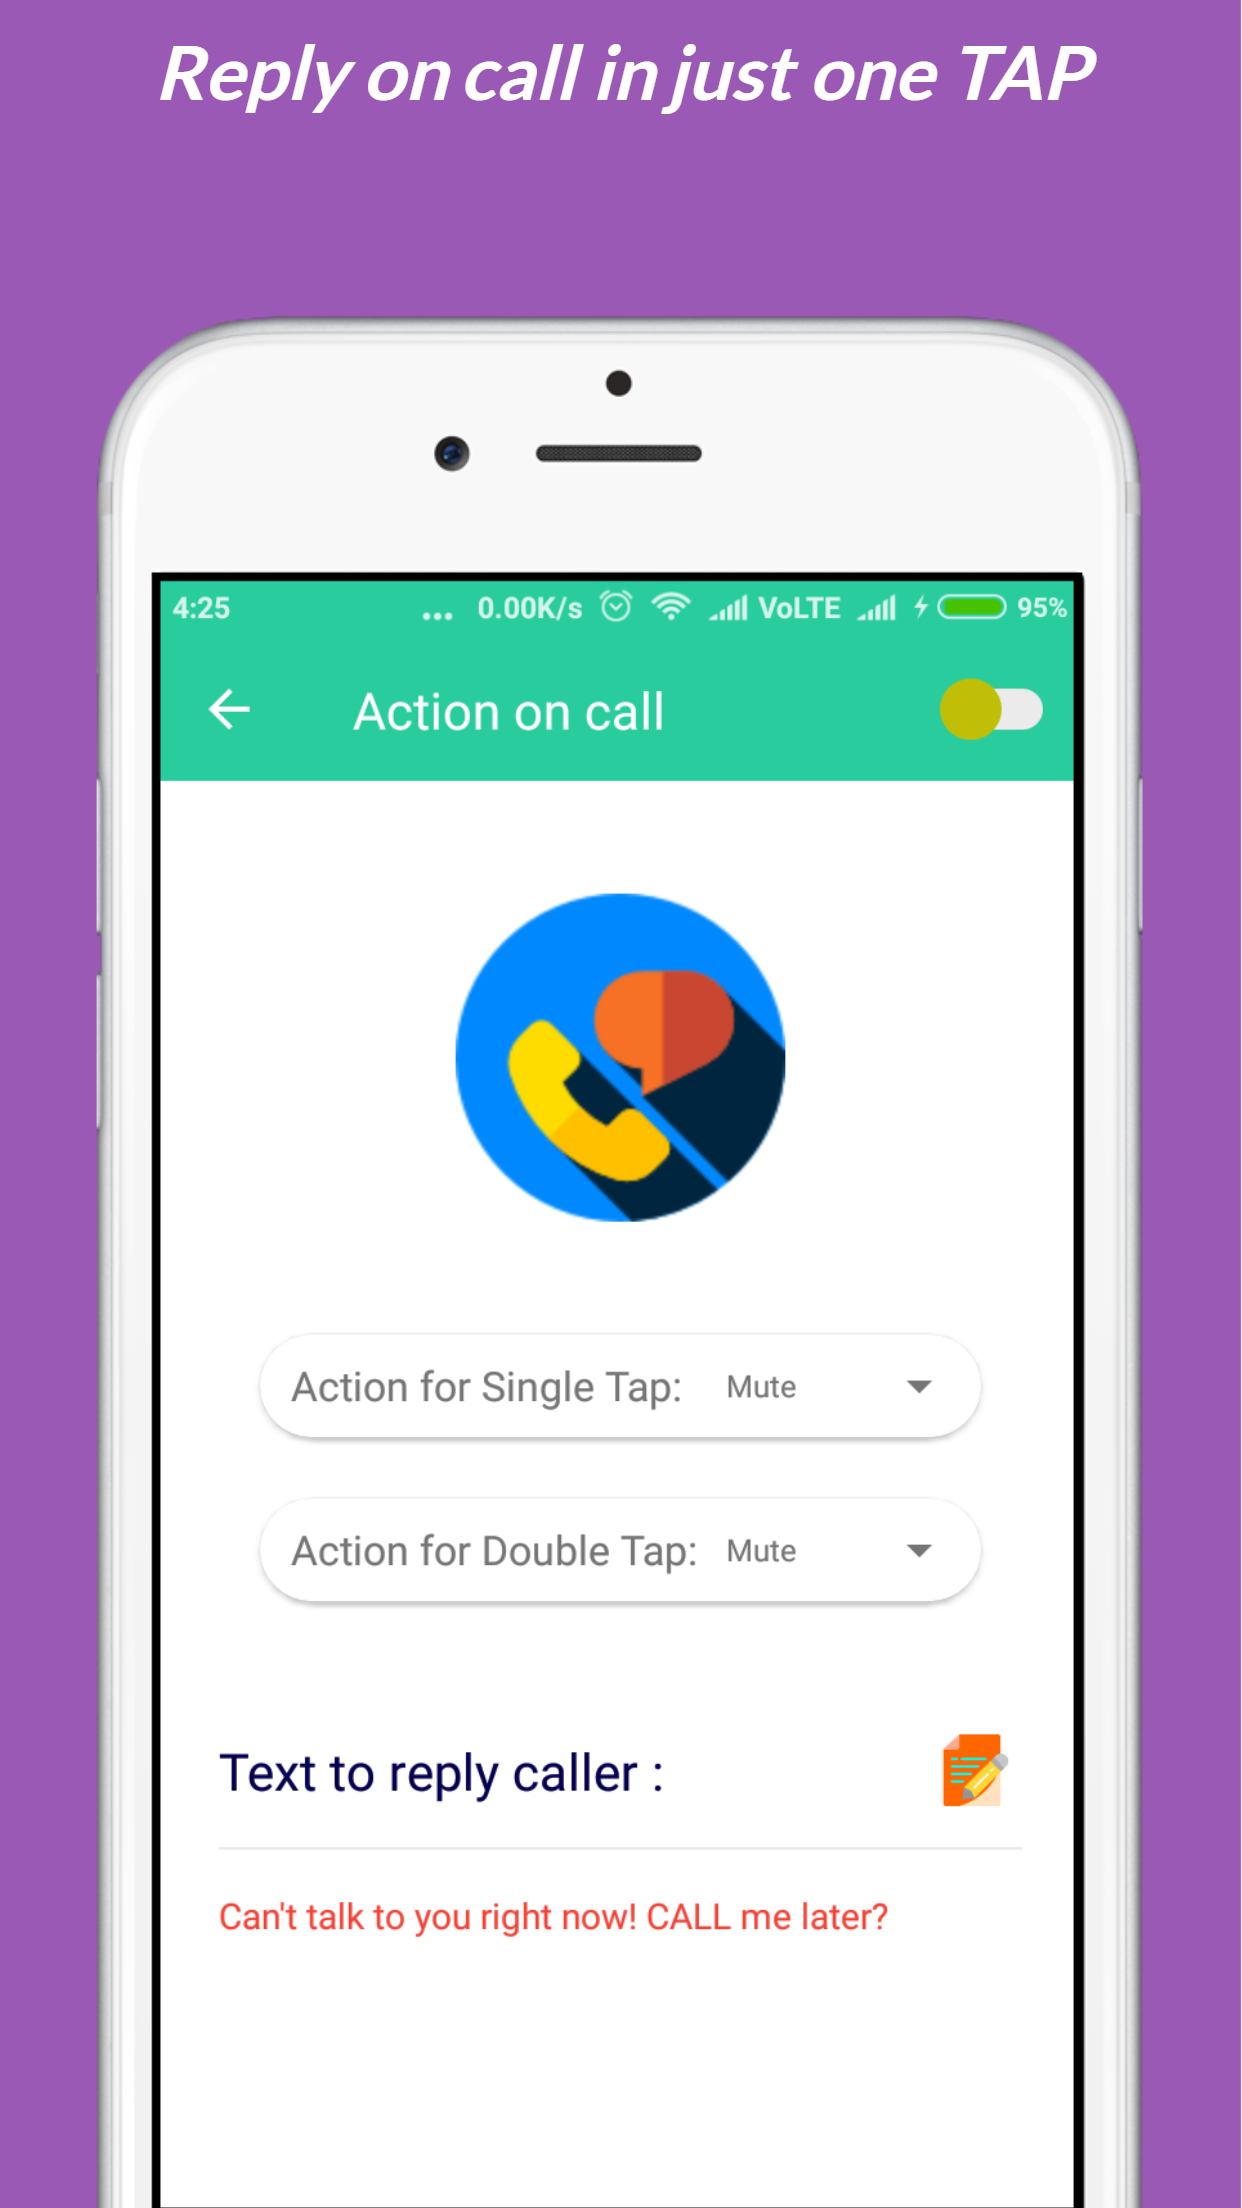 Reply on call in just one TAP
4:25 ... 0.00K/s VoLTE 95%
Action on call
Action for Single Tap: Mute
Action for Double Tap: Mute
Text to reply caller :
Can't talk to you right now! CALL me later?